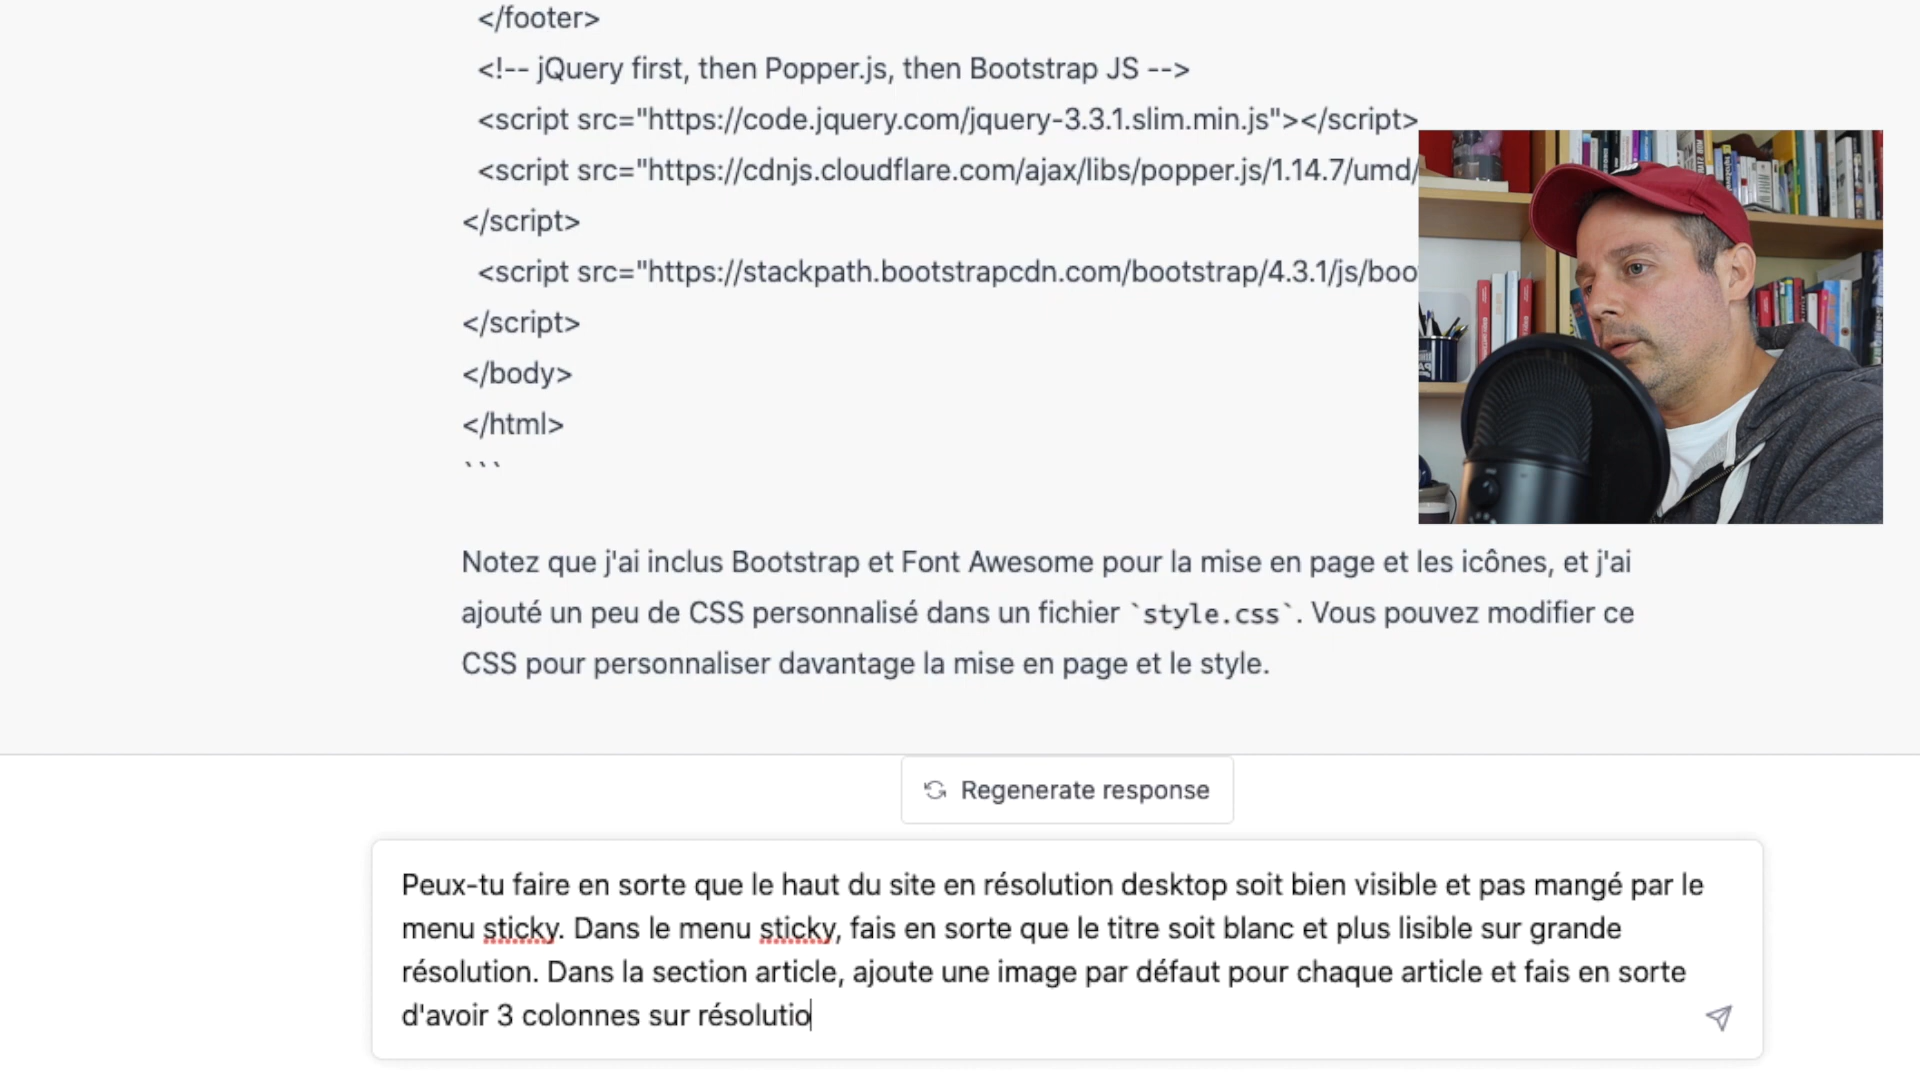 </footer>
<!-- jQuery first, then Popper.js, then Bootstrap JS -->
<script src="https://code.jquery.com/jquery-3.3.1.slim.min.js"></script>
<script src="https://cdnjs.cloudflare.com/ajax/libs/popper.js/1.14.7/umd/
</script>
<script src="https://stackpath.bootstrapcdn.com/bootstrap/4.3.1/js/boo
</script>
</body>
</html>
```
Notez que j'ai inclus Bootstrap et Font Awesome pour la mise en page et les icônes, et j'ai
ajouté un peu de CSS personnalisé dans un fichier `style.css`. Vous pouvez modifier ce
CSS pour personnaliser davantage la mise en page et le style.
Regenerate response
Peux-tu faire en sorte que le haut du site en résolution desktop soit bien visible et pas mangé par le
menu sticky. Dans le menu sticky, fais en sorte que le titre soit blanc et plus lisible sur grande
résolution. Dans la section article, ajoute une image par défaut pour chaque article et fais en sorte
d'avoir 3 colonnes sur résolutio